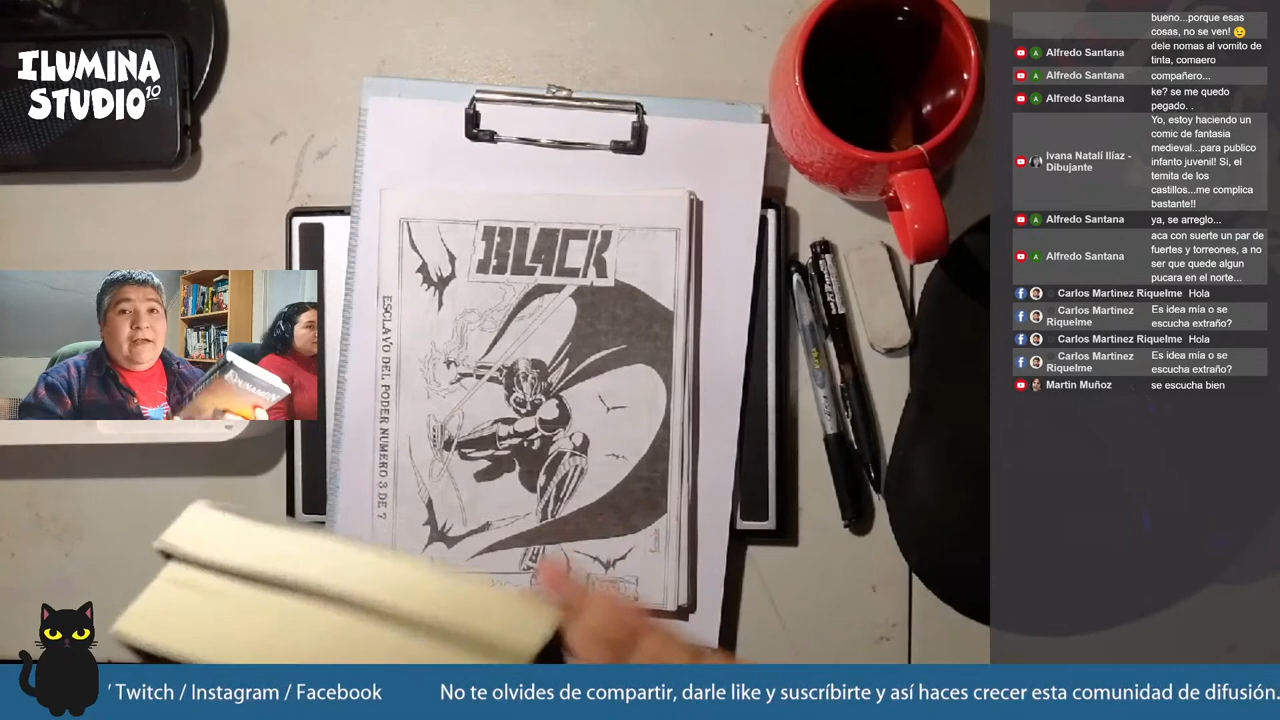 ILUMINA
STUDIO 1.0
BLACK
ESCLAVO DEL PODER NUMERO 3 DE 7
bueno...porque esas
cosas, no se ven! 😉
Alfredo Santana
dele nomas al vomito de
tinta, comaero
Alfredo Santana
compañero...
Alfredo Santana
ke? se me quedo
pegado. .
Ivana Natalí Ilíaz -
Dibujante
Yo, estoy haciendo un
comic de fantasia
medieval...para publico
infanto juvenil! Si, el
temita de los
castillos...me complica
bastante!!
Alfredo Santana
ya, se arreglo...
Alfredo Santana
aca con suerte un par de
fuertes y torreones, a no
ser que quede algun
pucara en el norte...
Carlos Martinez Riquelme Hola
Carlos Martinez
Riquelme
Es idea mía o se
escucha extraño?
Carlos Martinez Riquelme Hola
Carlos Martinez
Riquelme
Es idea mía o se
escucha extraño?
Martin Muñoz
se escucha bien
/ Twitch / Instagram / Facebook
No te olvides de compartir, darle like y suscríbirte y así haces crecer esta comunidad de difusión.